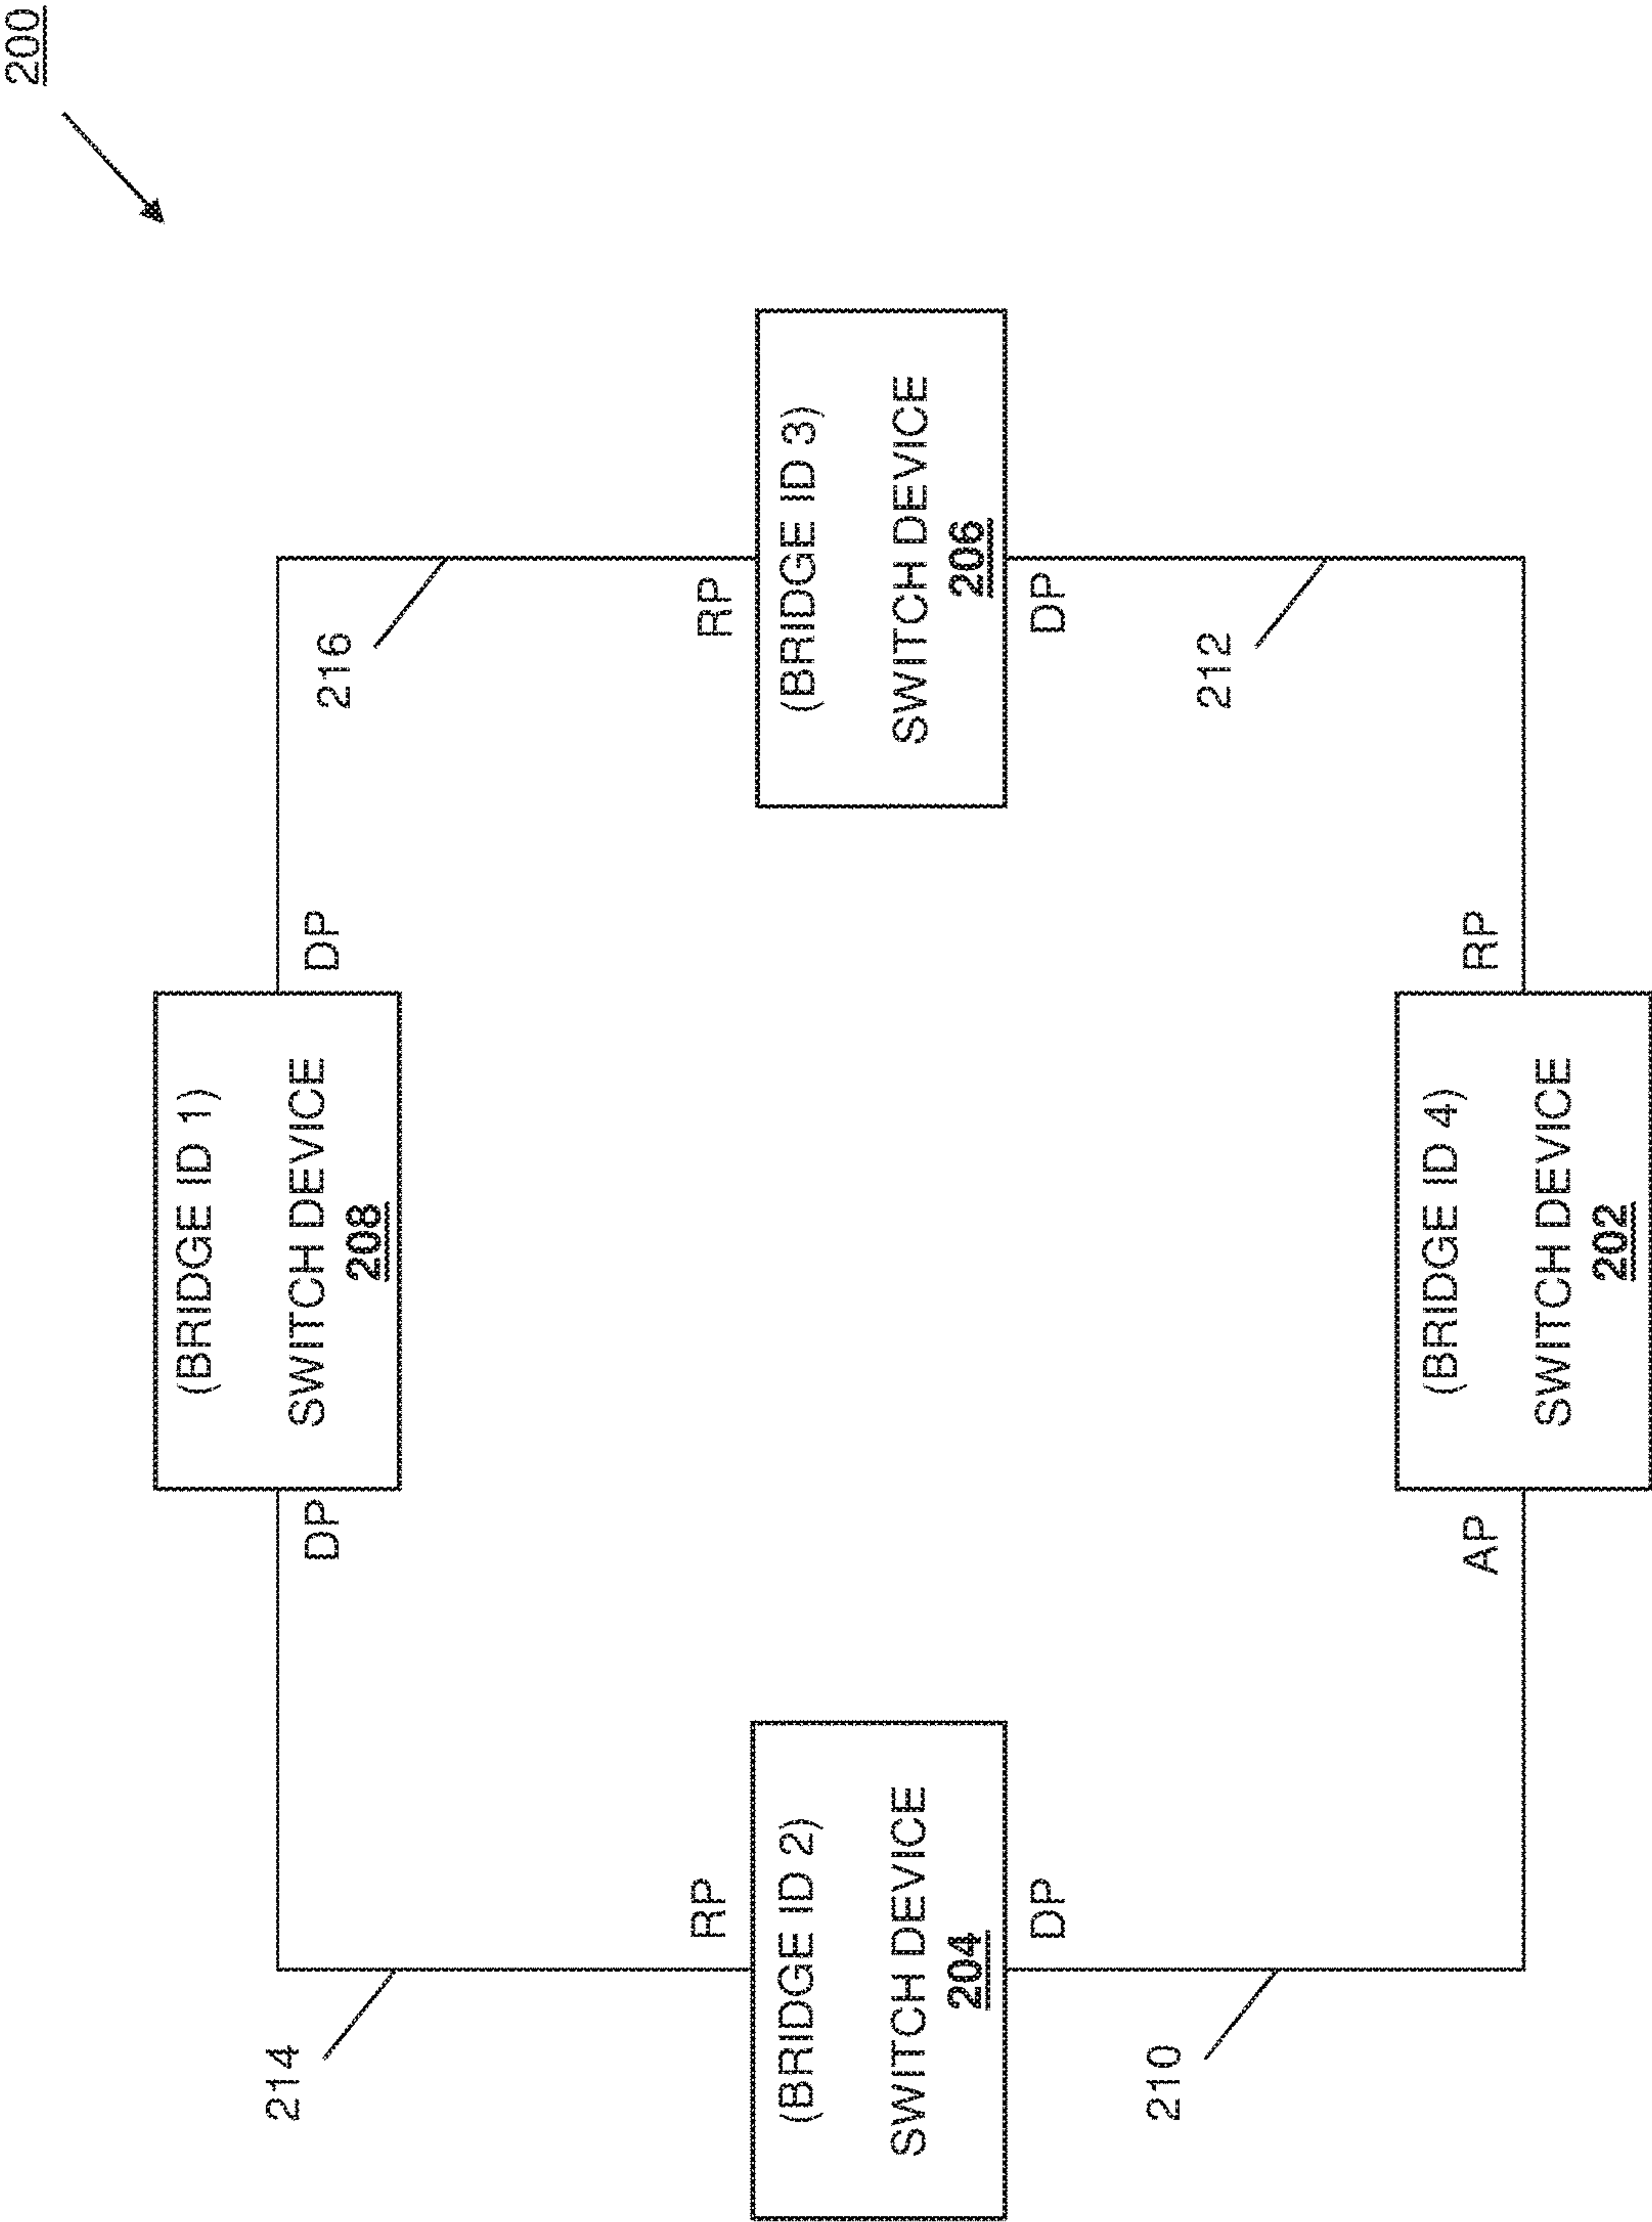 200
(BRIDGE ID 1)
SWITCH DEVICE
208
214
DP
DP
216
RP
RP
(BRIDGE ID 2)
SWITCH DEVICE
204
(BRIDGE ID 3)
SWITCH DEVICE
206
DP
DP
210
212
AP
RP
(BRIDGE ID 4)
SWITCH DEVICE
202